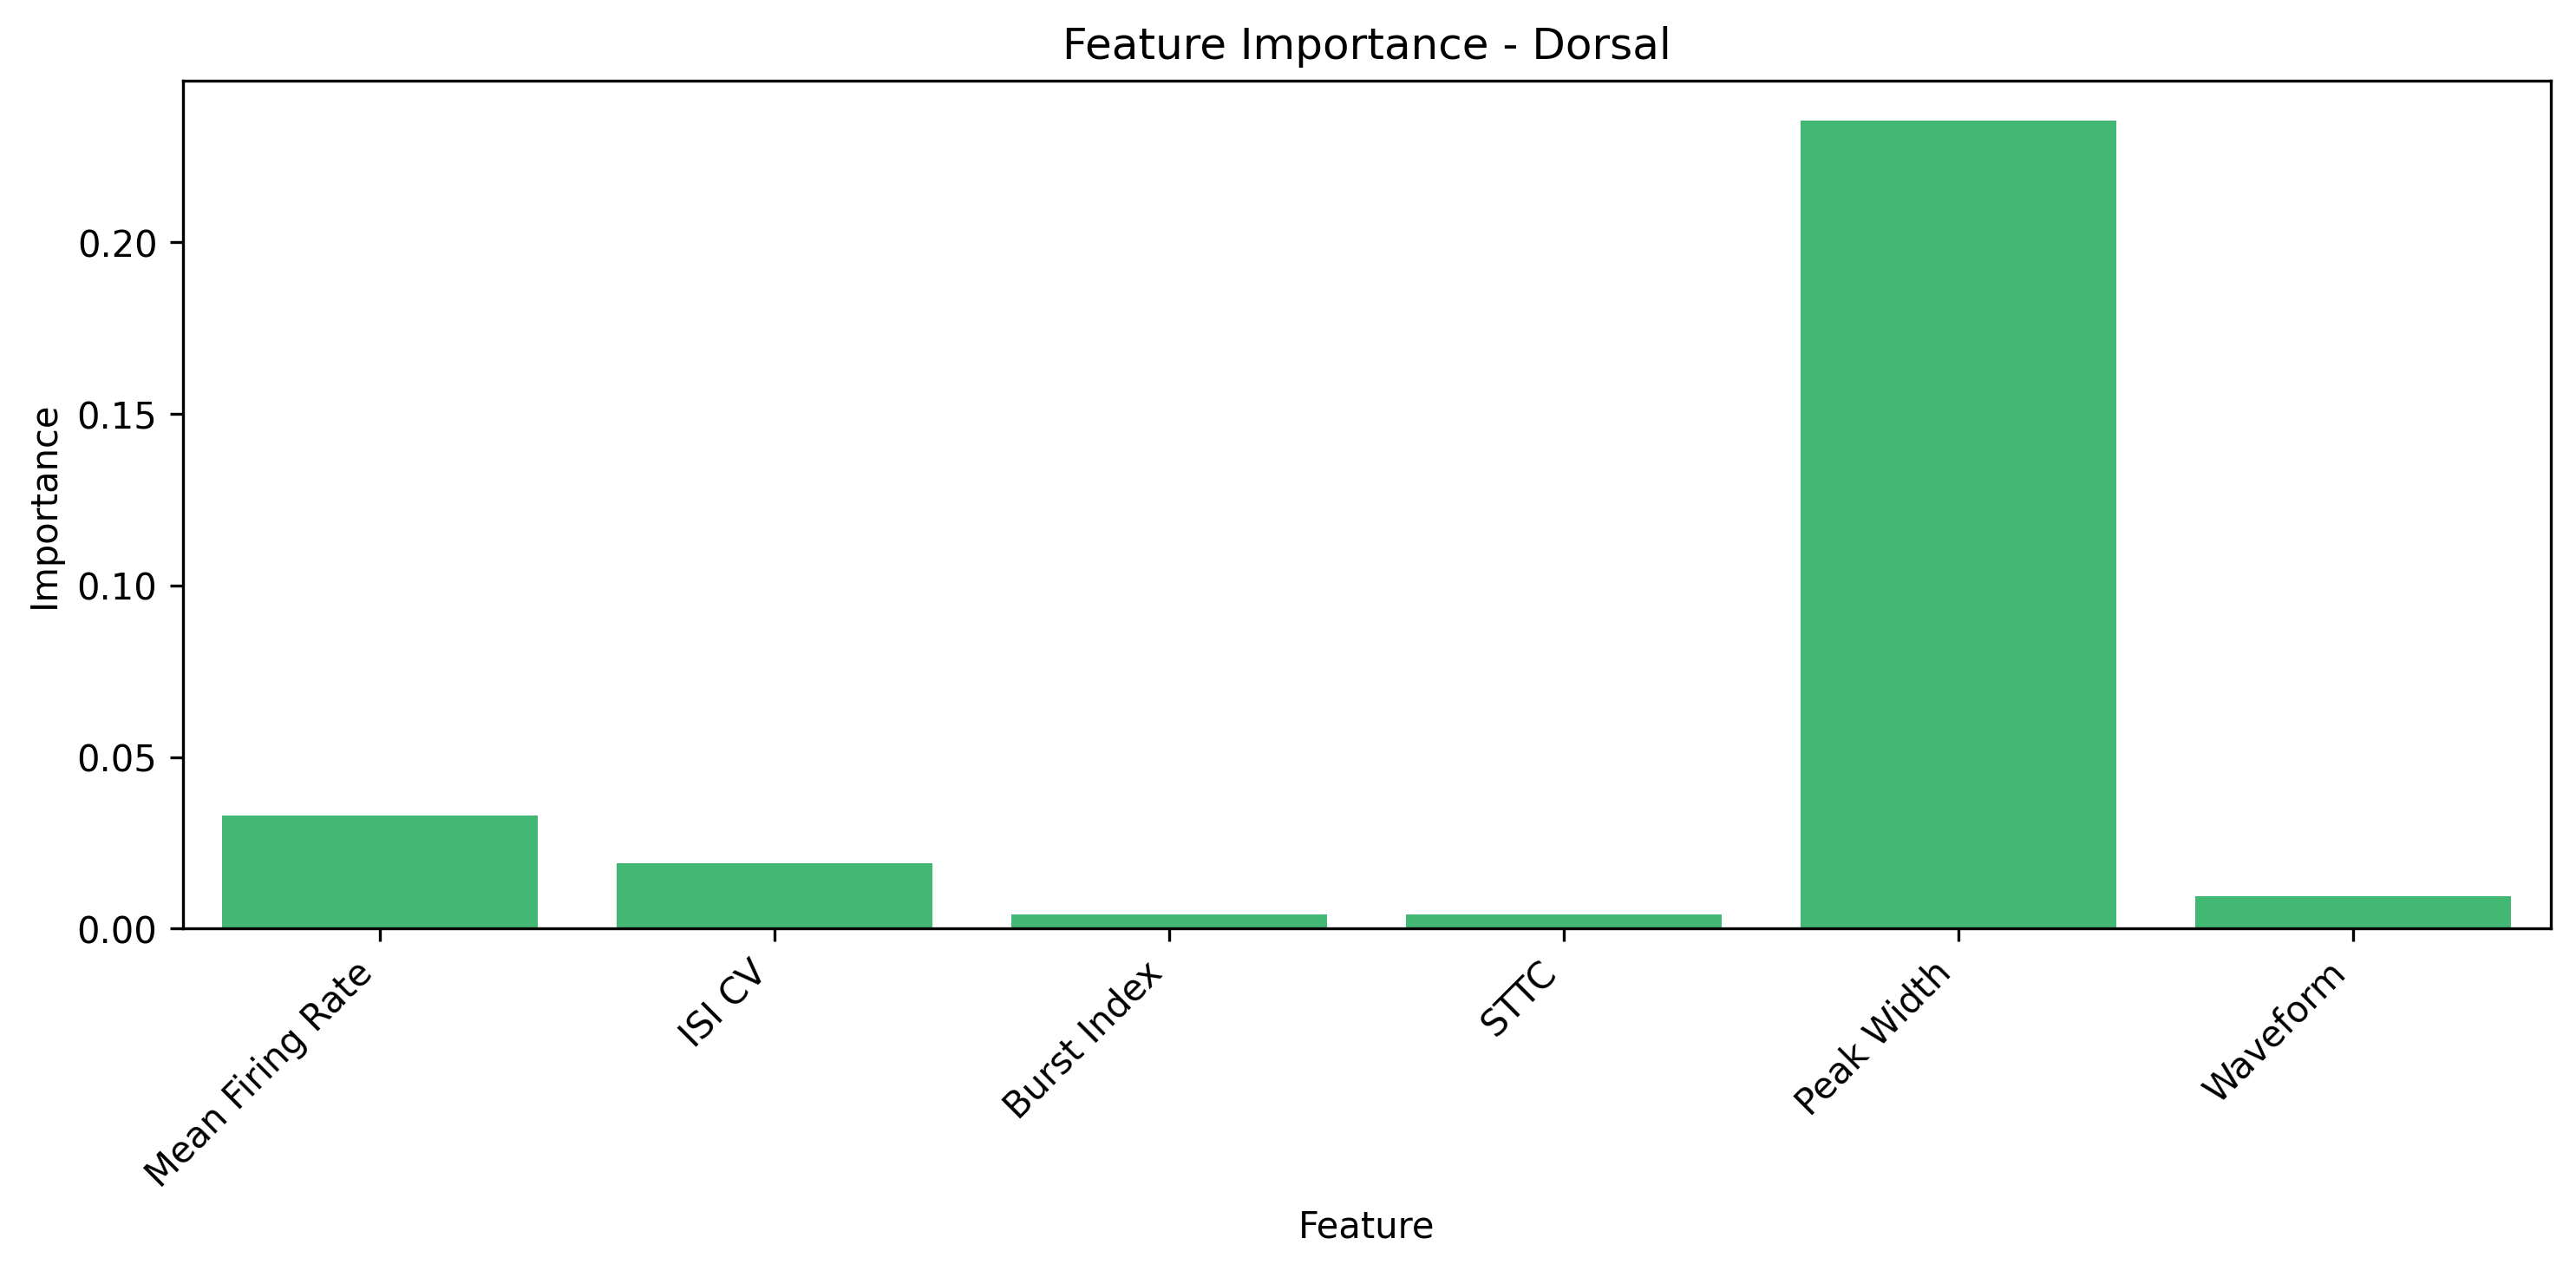 Feature Importance - Dorsal
Importance
0.20
0.15
0.10
0.05
0.00
Mean Firing Rate
ISI CV
Burst Index
STTC
Peak Width
Waveform
Feature